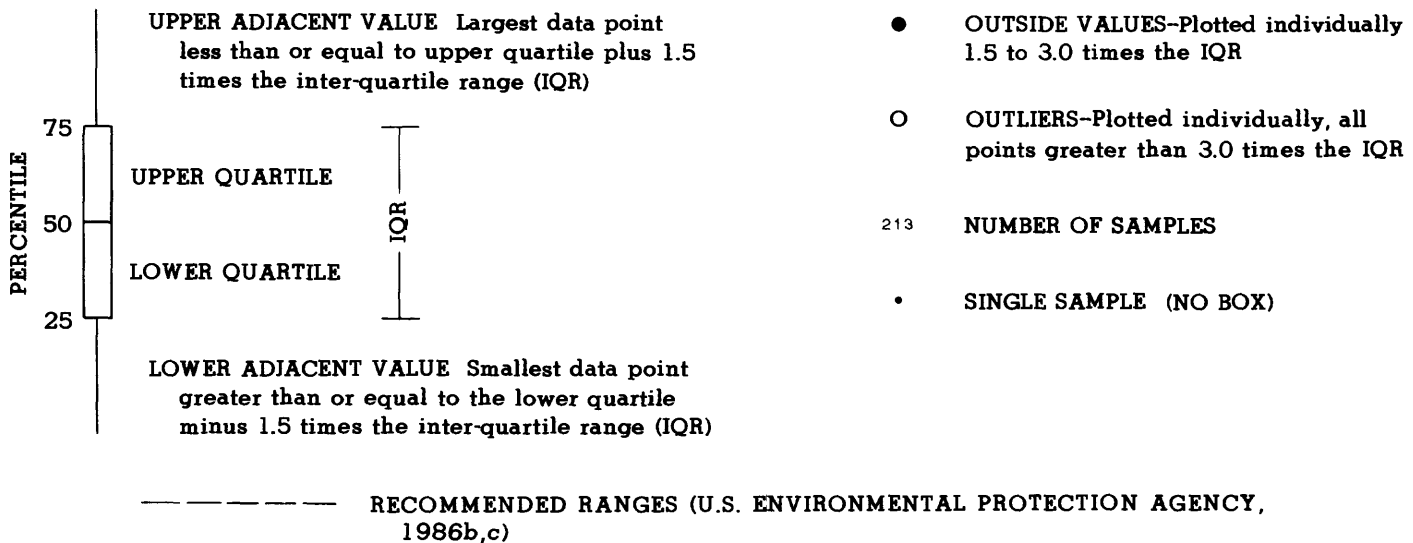 UPPER ADJACENT VALUE Largest data point
less than or equal to upper quartile plus 1.5
times the inter-quartile range (IQR)
PERCENTILE
75
UPPER QUARTILE
50
IQR
LOWER QUARTILE
25
LOWER ADJACENT VALUE Smallest data point
greater than or equal to the lower quartile
minus 1.5 times the inter-quartile range (IQR)
OUTSIDE VALUES--Plotted individually
1.5 to 3.0 times the IQR
OUTLIERS--Plotted individually, all
points greater than 3.0 times the IQR
213 NUMBER OF SAMPLES
SINGLE SAMPLE (NO BOX)
RECOMMENDED RANGES (U.S. ENVIRONMENTAL PROTECTION AGENCY,
1986b,c)